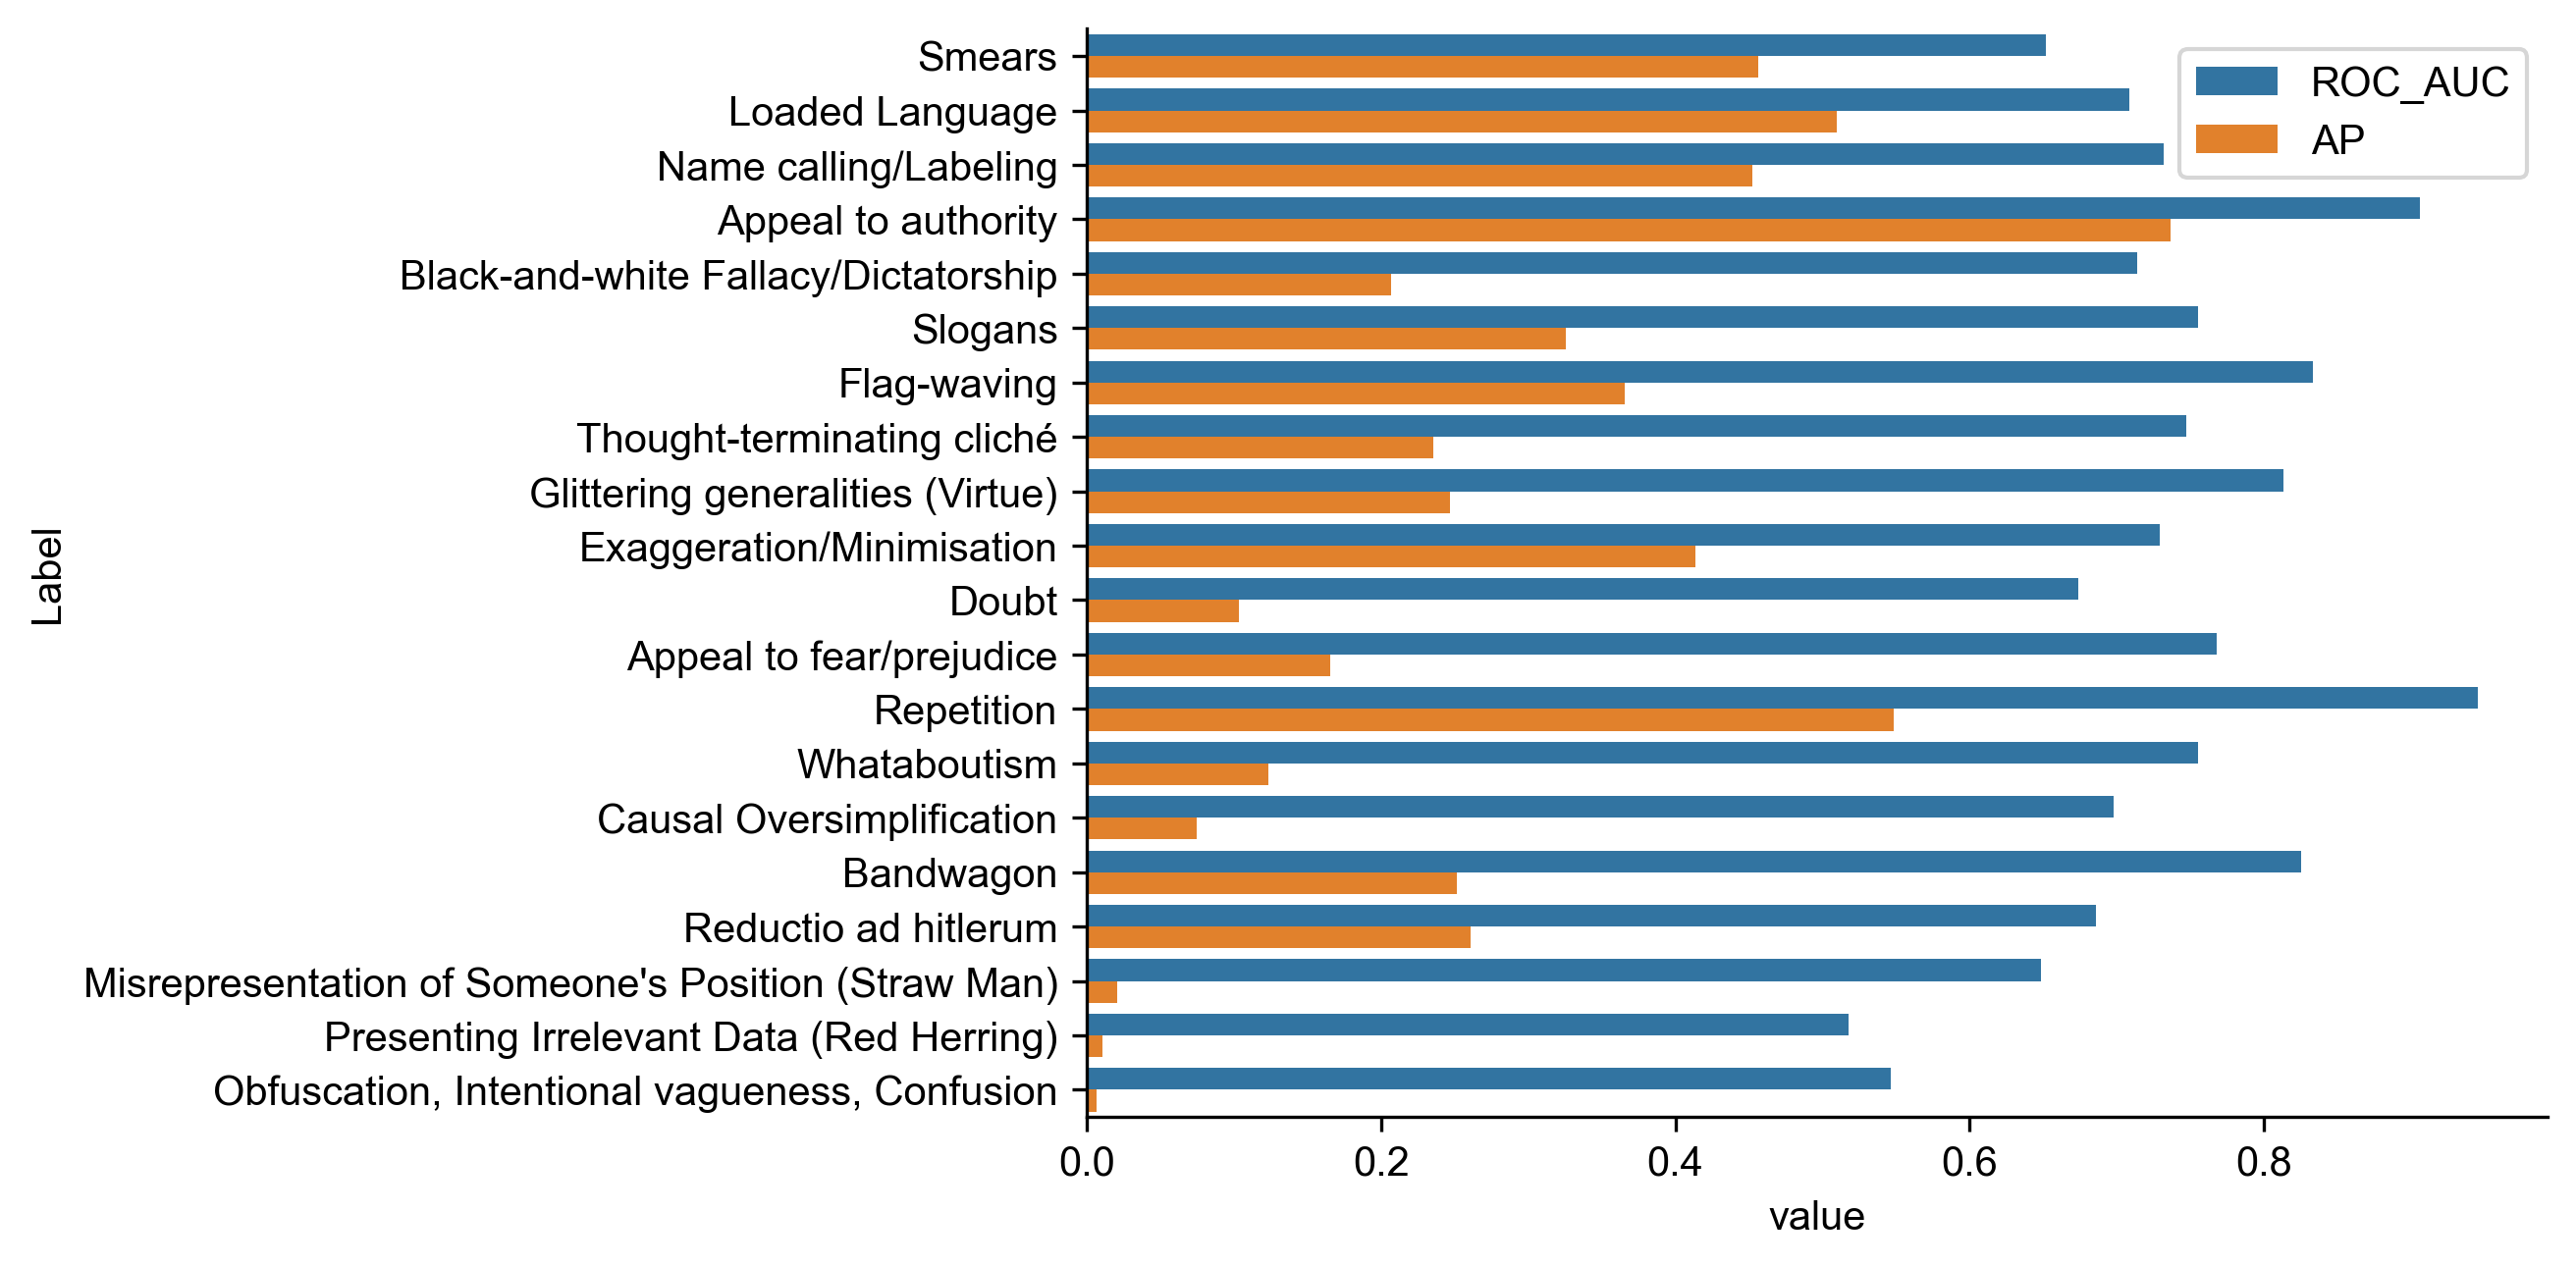 Smears
Loaded Language
Name calling/Labeling
Appeal to authority
Black-and-white Fallacy/Dictatorship
Slogans
Flag-waving
Thought-terminating cliché
Glittering generalities (Virtue)
Exaggeration/Minimisation
Doubt
Appeal to fear/prejudice
Repetition
Whataboutism
Causal Oversimplification
Bandwagon
Reductio ad hitlerum
Misrepresentation of Someone's Position (Straw Man)
Presenting Irrelevant Data (Red Herring)
Obfuscation, Intentional vagueness, Confusion
Label
ROC_AUC
AP
0.0 0.2 0.4 0.6 0.8
value